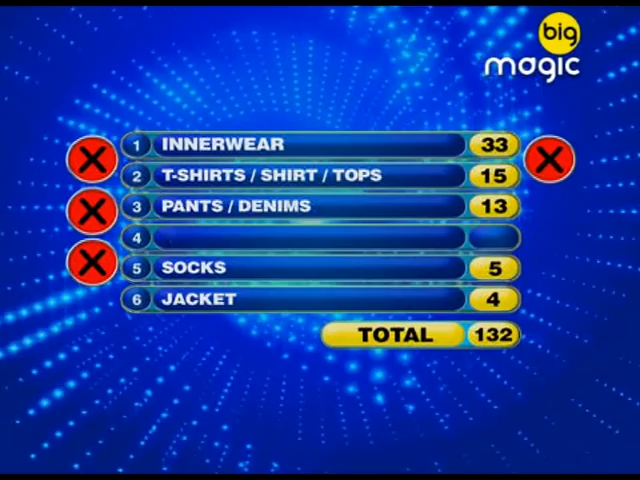 big
magic
1 INNERWEAR 33
2 T-SHIRTS / SHIRT / TOPS 15
3 PANTS / DENIMS 13
4
5 SOCKS 5
6 JACKET 4
TOTAL 132